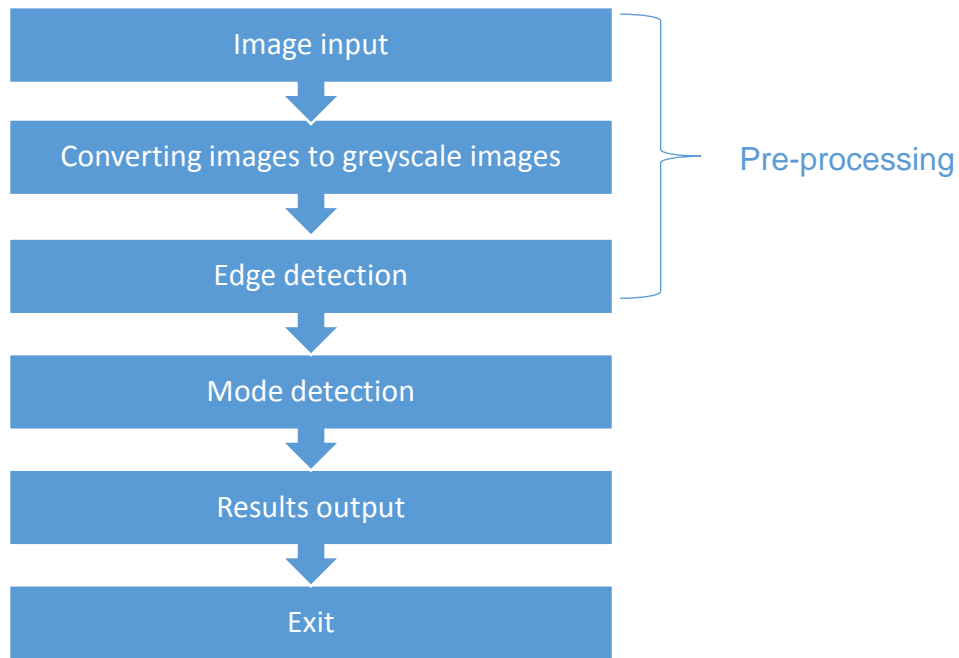 Image input
Converting images to greyscale images
Pre-processing
Edge detection
Mode detection
Results output
Exit